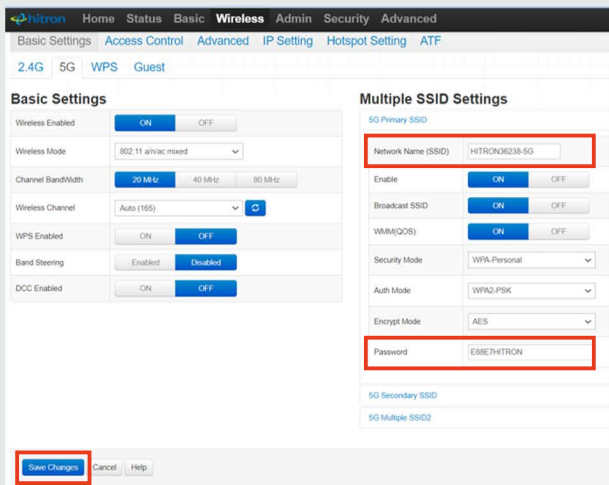 hitron Home Status Basic Wireless Admin Security Advanced
Basic Settings Access Control Advanced IP Setting Hotspot Setting ATF
2.4G 5G WPS Guest
Basic Settings
Wireless Enabled ON OFF
Wireless Mode 802.11 a/n/ac mixed
Channel BandWidth 20 MHz 40 MHz 80 MHz
Wireless Channel Auto (165)
WPS Enabled ON OFF
Band Steering Enabled Disabled
DCC Enabled ON OFF
Multiple SSID Settings
5G Primary SSID
Network Name (SSID) HITRON36238-5G
Enable ON OFF
Broadcast SSID ON OFF
WMM(QOS) ON OFF
Security Mode WPA-Personal
Auth Mode WPA2-PSK
Encrypt Mode AES
Password E88E7HITRON
5G Secondary SSID
5G Multiple SSID2
Save Changes Cancel Help